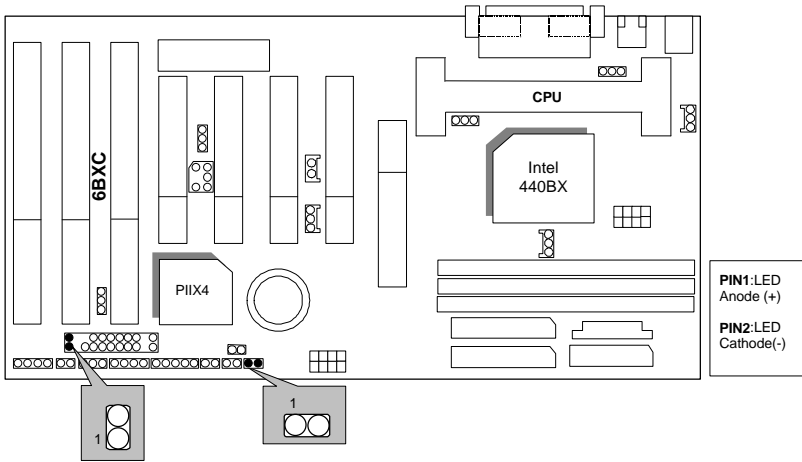 CPU
6BXC
Intel
440BX
PIIX4
PIN1:LED
Anode (+)
PIN2:LED
Cathode(-)
1
1